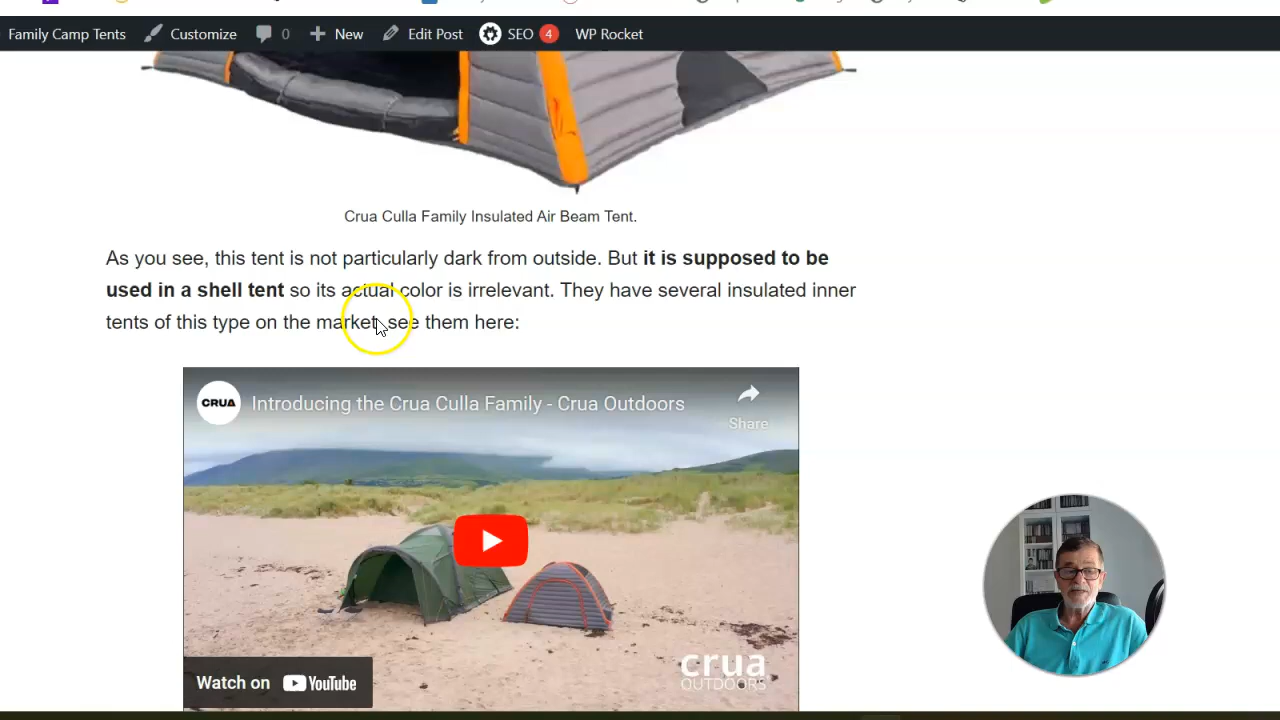 Family Camp Tents Customize 0 New Edit Post SEO 4 WP Rocket
Crua Culla Family Insulated Air Beam Tent.
As you see, this tent is not particularly dark from outside. But it is supposed to be
used in a shell tent so its actual color is irrelevant. They have several insulated inner
tents of this type on the market, see them here:
CRUA Introducing the Crua Culla Family - Crua Outdoors
Share
crua
OUTDOORS
Watch on YouTube